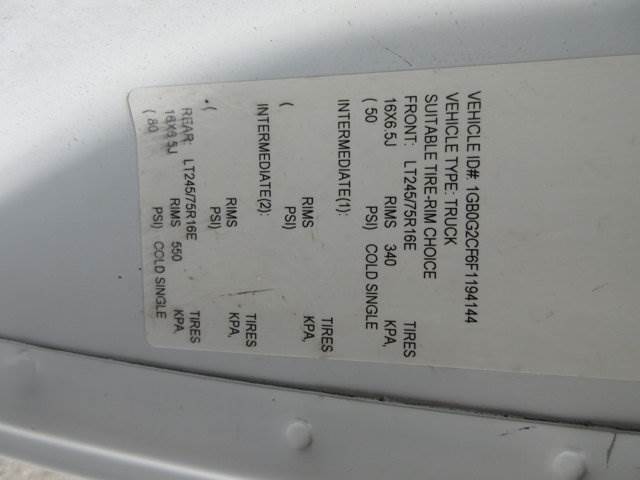 VEHICLE ID#: 1GB0G2CF6F1194144
VEHICLE TYPE: TRUCK
SUITABLE TIRE-RIM CHOICE
FRONT: LT245/75R16E TIRES
16X6.5J RIMS 340 KPA,
( 50 PSI) COLD SINGLE
INTERMEDIATE(1):
TIRES
RIMS KPA,
( PSI)
INTERMEDIATE(2):
TIRES
RIMS KPA,
( PSI)
REAR: LT245/75R16E TIRES
16X6.5J RIMS 550 KPA,
( 80 PSI) COLD SINGLE